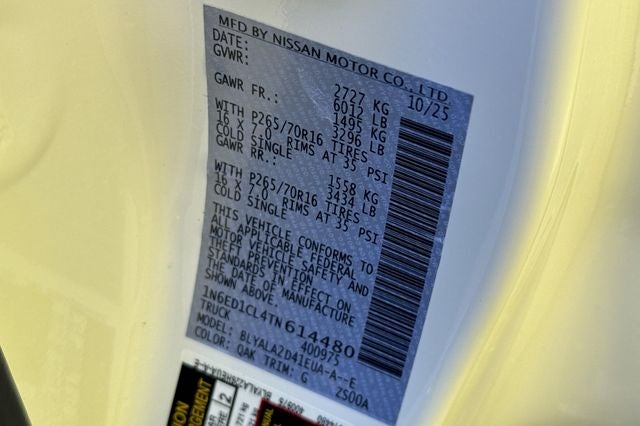 MFD BY NISSAN MOTOR CO., LTD.
DATE: 10/25
GVWR: 2727 KG
6012 LB
GAWR FR.: 1495 KG
3296 LB
WITH P265/70R16 TIRES
16 X 7.0 RIMS AT 35 PSI
COLD SINGLE
GAWR RR.: 1558 KG
3434 LB
WITH P265/70R16 TIRES
16 X 7.0 RIMS AT 35 PSI
COLD SINGLE
THIS VEHICLE CONFORMS TO
ALL APPLICABLE FEDERAL
MOTOR VEHICLE SAFETY AND
THEFT PREVENTION
STANDARDS IN EFFECT ON
THE DATE OF MANUFACTURE
SHOWN ABOVE.
1N6ED1CL4TN614480
TRUCK 400975
MODEL: BLYALA2D41EUA-A--E
COLOR: QAK TRIM: G ZS00A